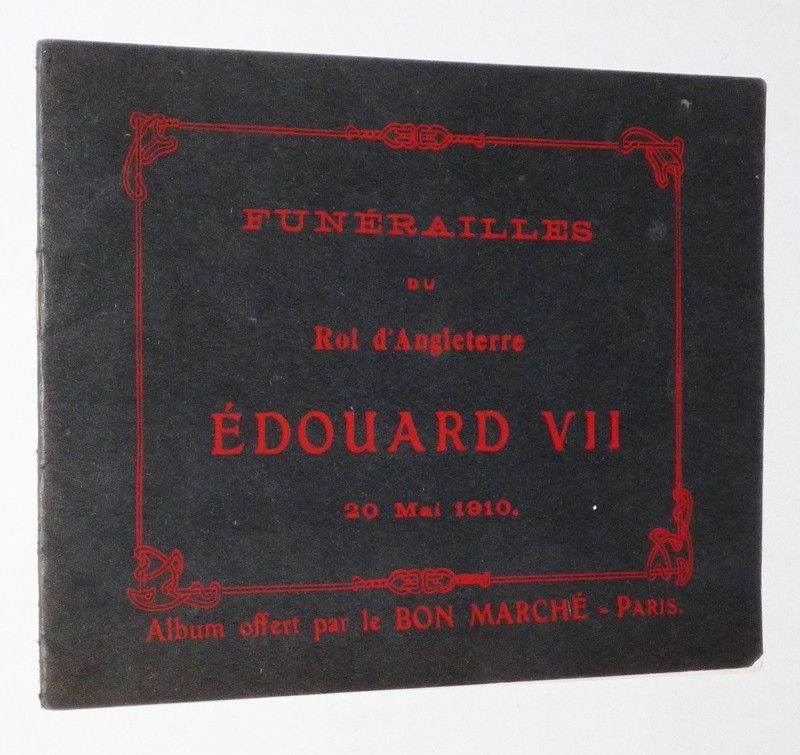 FUNÉRAILLES
DU
Roi d'Angleterre
ÉDOUARD VII
20 Mai 1910.
Album offert par le BON MARCHÉ - PARIS.